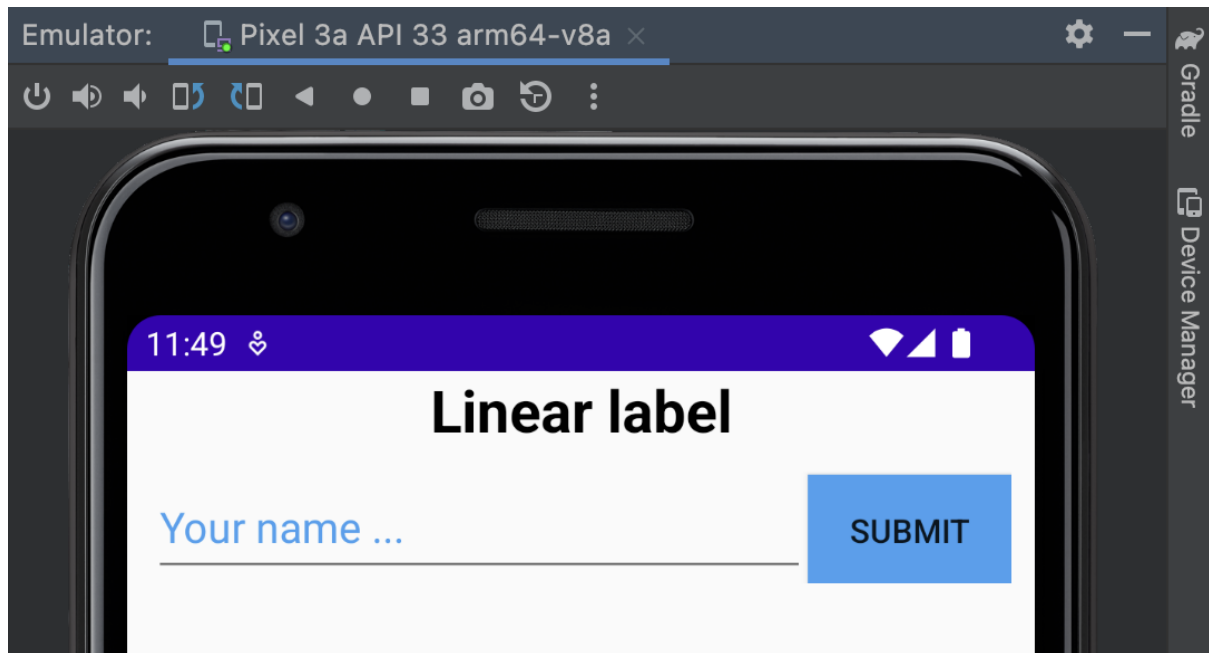 Emulator: Pixel 3a API 33 arm64-v8a
Gradle
Device Manager
11:49
Linear label
Your name ...
SUBMIT